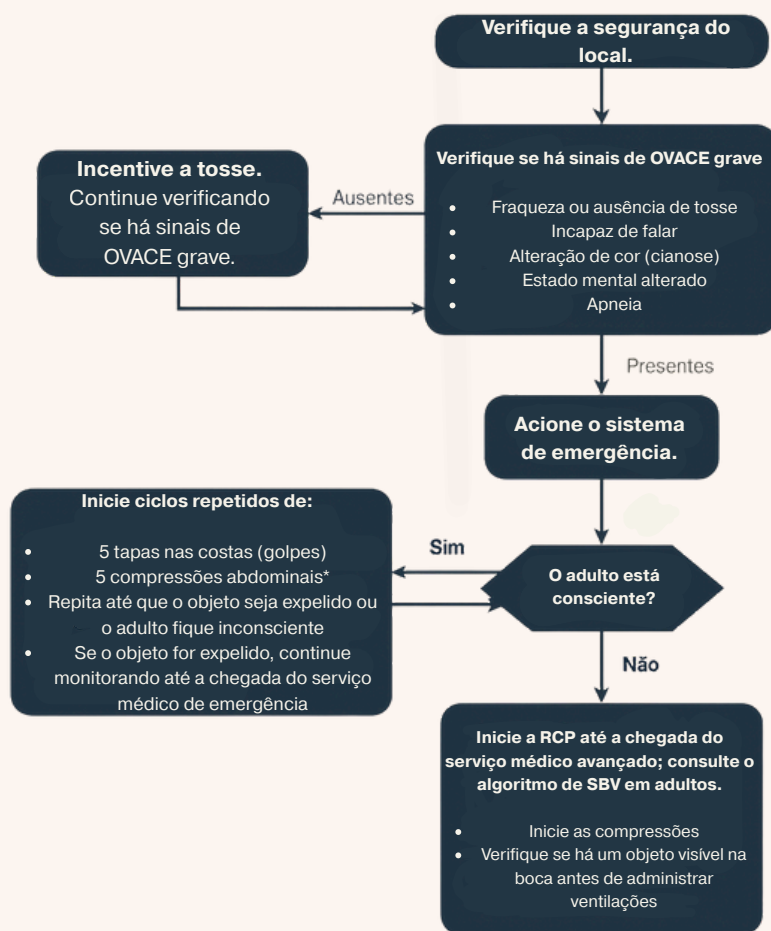 Verifique a segurança do
local.
Verifique se há sinais de OVACE grave
• Fraqueza ou ausência de tosse
• Incapaz de falar
• Alteração de cor (cianose)
• Estado mental alterado
• Apneia
Ausentes
Incentive a tosse.
Continue verificando
se há sinais de
OVACE grave.
Presentes
Acione o sistema
de emergência.
O adulto está
consciente?
Sim
Inicie ciclos repetidos de:
• 5 tapas nas costas (golpes)
• 5 compressões abdominais*
• Repita até que o objeto seja expelido ou
o adulto fique inconsciente
• Se o objeto for expelido, continue
monitorando até a chegada do serviço
médico de emergência
Não
Inicie a RCP até a chegada do
serviço médico avançado; consulte o
algoritmo de SBV em adultos.
• Inicie as compressões
• Verifique se há um objeto visível na
boca antes de administrar
ventilações